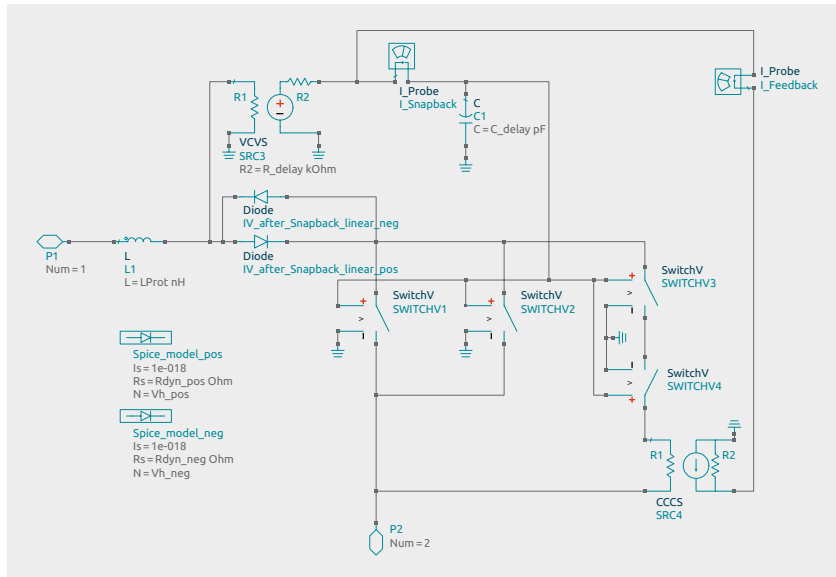 I_Probe
I_Snapback
I_Probe
I_Feedback
R1
R2
C
C1
C = C_delay pF
VCVS
SRC3
R2 = R_delay kOhm
Diode
IV_after_Snapback_linear_neg
Diode
IV_after_Snapback_linear_pos
P1
Num = 1
L
L1
L = LProt nH
SwitchV
SWITCHV1
SwitchV
SWITCHV2
SwitchV
SWITCHV3
SwitchV
SWITCHV4
Spice_model_pos
Is = 1e-018
Rs = Rdyn_pos Ohm
N = Vh_pos
Spice_model_neg
Is = 1e-018
Rs = Rdyn_neg Ohm
N = Vh_neg
R1
R2
CCCS
SRC4
P2
Num = 2